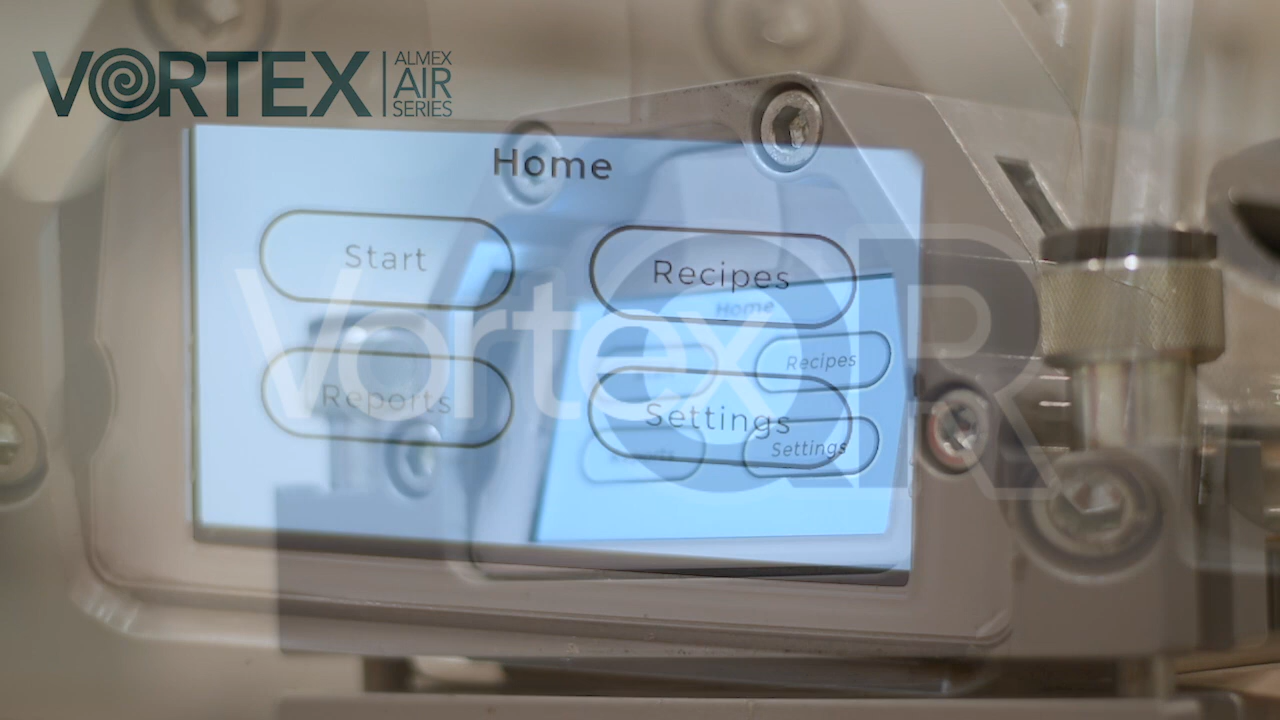 VORTEX
ALMEX
AIR
SERIES
Home
Start
Recipes
Reports
Settings
Vortex
R
Home
Recipes
Settings